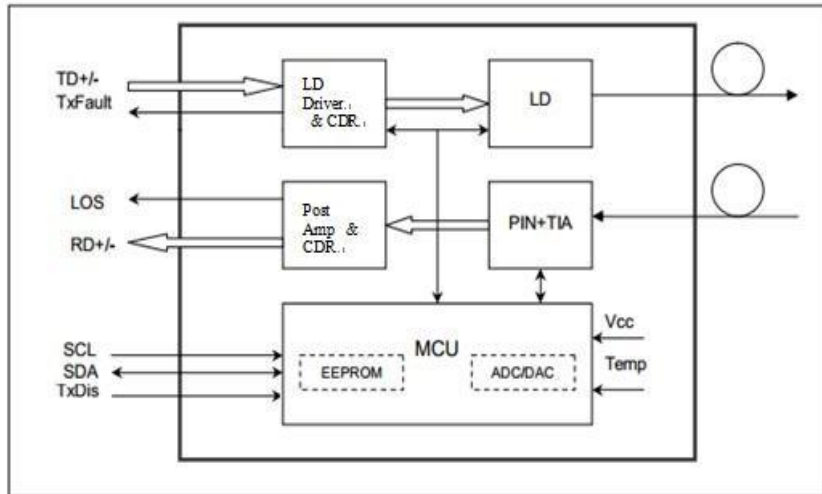 TD+/-
TxFault
LD
Driver
& CDR
LD
LOS
RD+/-
Post
Amp &
CDR
PIN+TIA
SCL
SDA
TxDis
MCU
EEPROM
ADC/DAC
Vcc
Temp